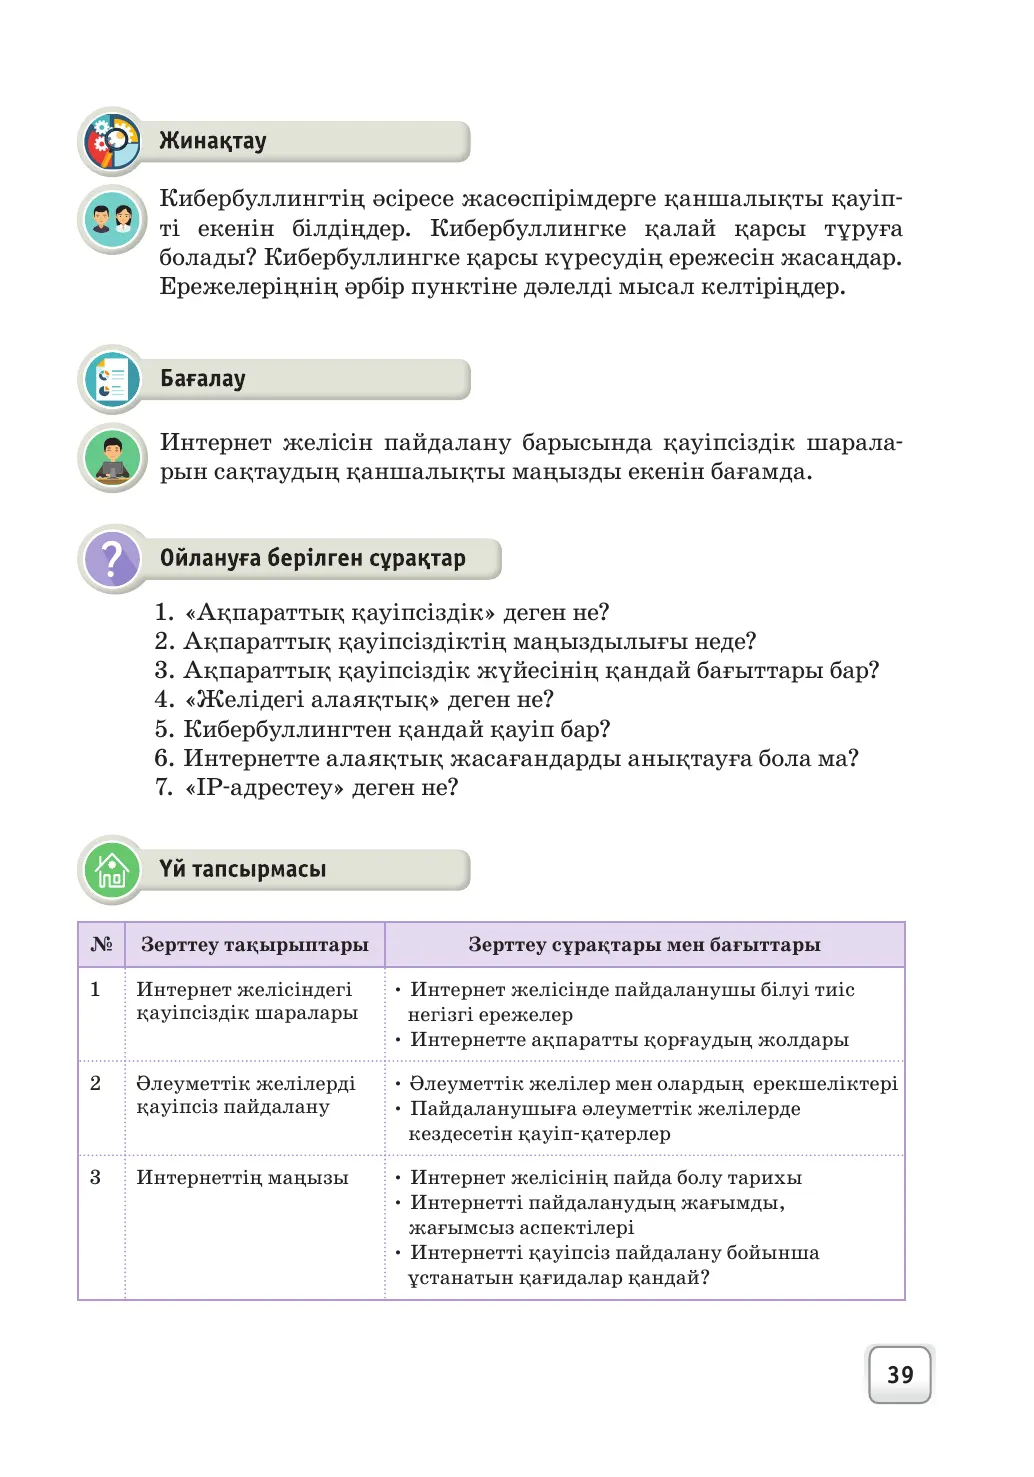 Жинақтау
Кибербуллингтің әсіресе жасөспірімдерге қаншалықты қауіп-
ті екенін білдіңдер. Кибербуллингке қалай қарсы тұруға
болады? Кибербуллингке қарсы күресудің ережесін жасаңдар.
Ережелеріңнің әрбір пунктіне дәлелді мысал келтіріңдер.
Бағалау
Интернет желісін пайдалану барысында қауіпсіздік шарала-
рын сақтаудың қаншалықты маңызды екенін бағамда.
Ойлануға берілген сұрақтар
1. «Ақпараттық қауіпсіздік» деген не?
2. Ақпараттық қауіпсіздіктің маңыздылығы неде?
3. Ақпараттық қауіпсіздік жүйесінің қандай бағыттары бар?
4. «Желідегі алаяқтық» деген не?
5. Кибербуллингтен қандай қауіп бар?
6. Интернетте алаяқтық жасағандарды анықтауға бола ма?
7. «IP-адрестеу» деген не?
Үй тапсырмасы
№ Зерттеу тақырыптары Зерттеу сұрақтары мен бағыттары
1 Интернет желісіндегі • Интернет желісінде пайдаланушы білуі тиіс
қауіпсіздік шаралары негізгі ережелер
• Интернетте ақпаратты қорғаудың жолдары
2 Әлеуметтік желілерді • Әлеуметтік желілер мен олардың ерекшеліктері
қауіпсіз пайдалану • Пайдаланушыға әлеуметтік желілерде
кездесетін қауіп-қатерлер
3 Интернеттің маңызы • Интернет желісінің пайда болу тарихы
• Интернетті пайдаланудың жағымды,
жағымсыз аспектілері
• Интернетті қауіпсіз пайдалану бойынша
ұстанатын қағидалар қандай?
39